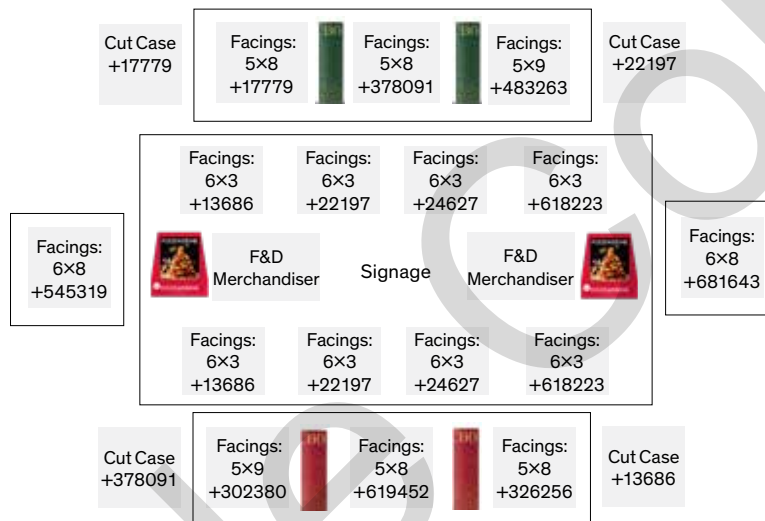 Cut Case
+17779
Facings:
5×8
+17779
Facings:
5×8
+378091
Facings:
5×9
+483263
Cut Case
+22197
Facings:
6×3
+13686
Facings:
6×3
+22197
Facings:
6×3
+24627
Facings:
6×3
+618223
Facings:
6×8
+545319
F&D
Merchandiser
Signage
F&D
Merchandiser
Facings:
6×8
+681643
Facings:
6×3
+13686
Facings:
6×3
+22197
Facings:
6×3
+24627
Facings:
6×3
+618223
Cut Case
+378091
Facings:
5×9
+302380
Facings:
5×8
+619452
Facings:
5×8
+326256
Cut Case
+13686